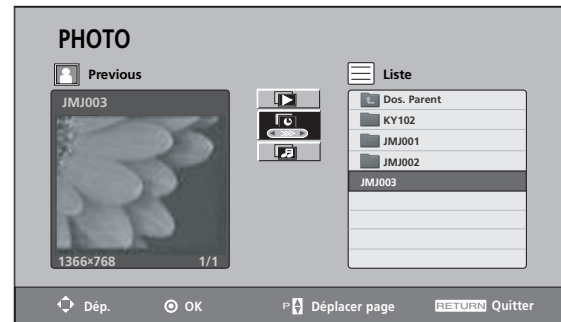 PHOTO
Previous
JMJ003
1366×768 1/1
Liste
Dos. Parent
KY102
JMJ001
JMJ002
JMJ003
Dép. OK P Déplacer page RETURN Quitter